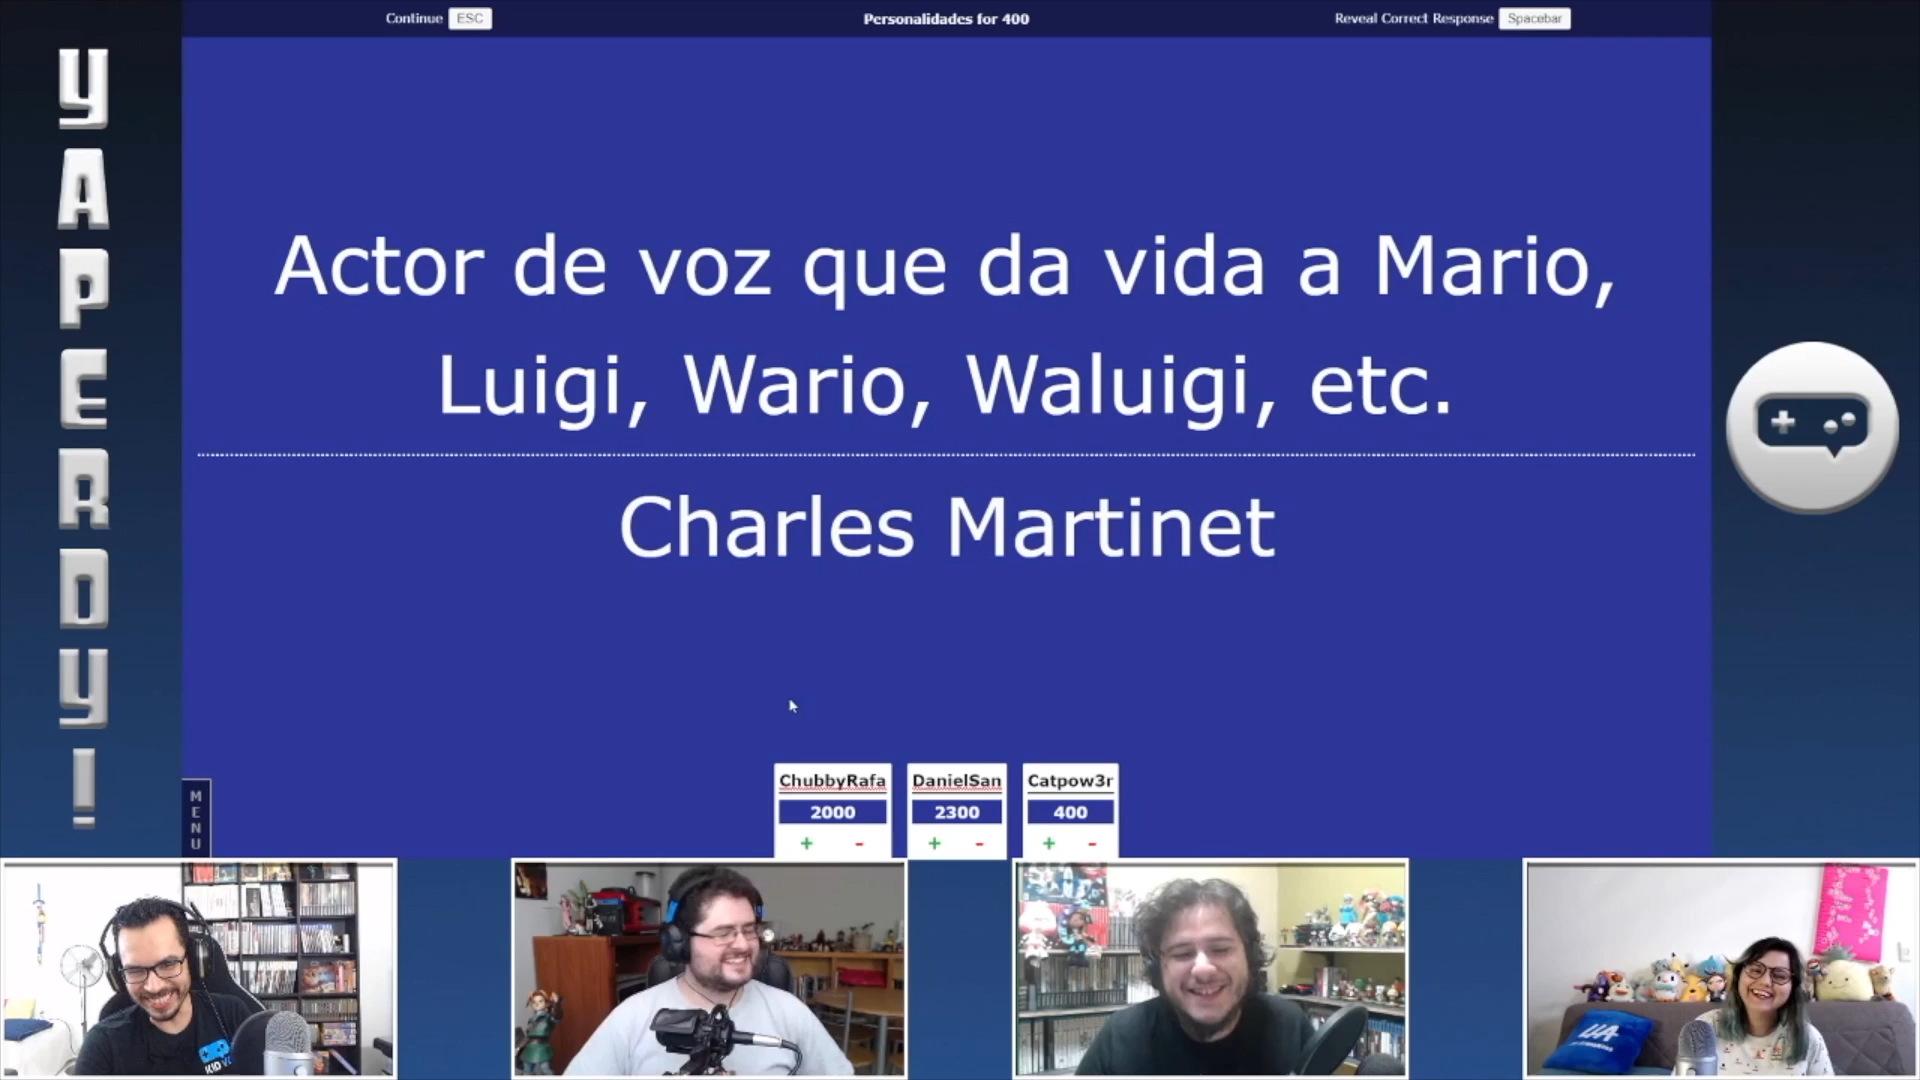 Continue ESC
Personalidades for 400
Reveal Correct Response Spacebar
YAPERDY!
Actor de voz que da vida a Mario,
Luigi, Wario, Waluigi, etc.
Charles Martinet
MENU
ChubbyRafa
2000
+ -
DanielSan
2300
+ -
Catpow3r
400
+ -